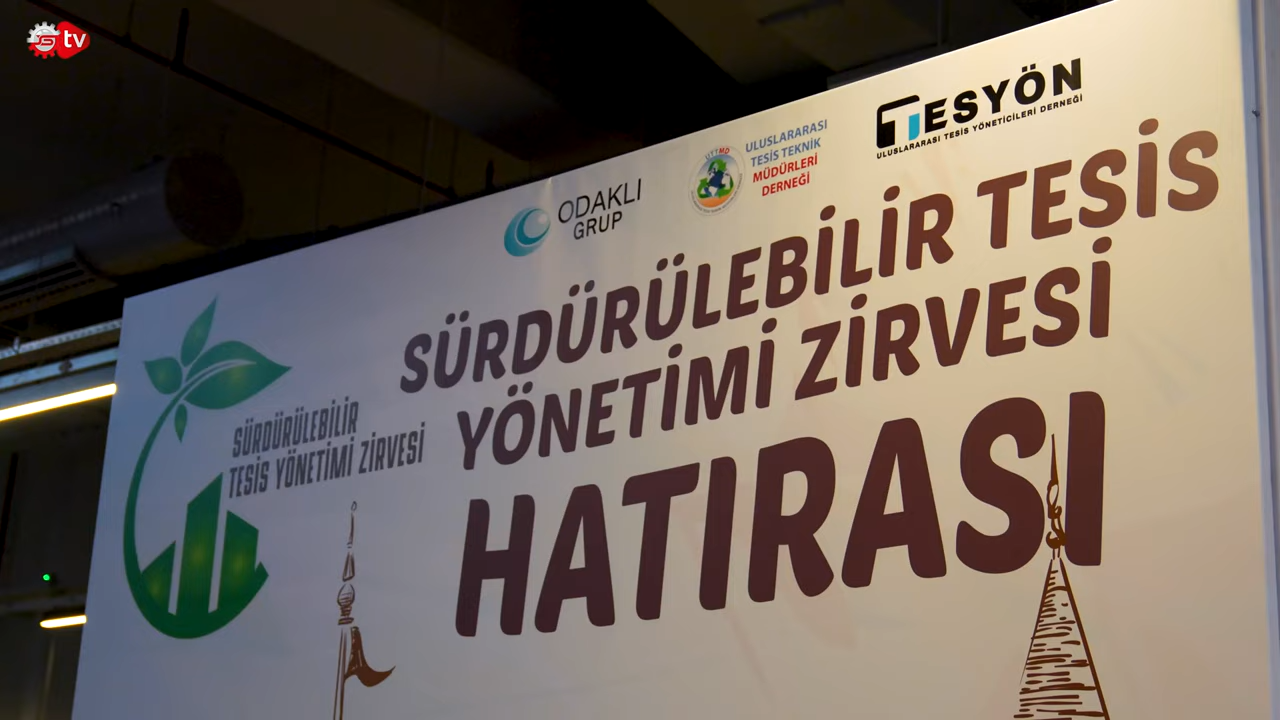 tv
TESYÖN
ULUSLARARASI TESİS YÖNETİCİLERİ DERNEĞİ
UTTMD
ULUSLARARASI
TESİS TEKNİK
MÜDÜRLERİ
DERNEĞİ
ODAKLI
GRUP
SÜRDÜRÜLEBİLİR TESİS
YÖNETİMİ ZİRVESİ
HATIRASI
SÜRDÜRÜLEBİLİR
TESİS YÖNETİMİ ZİRVESİ